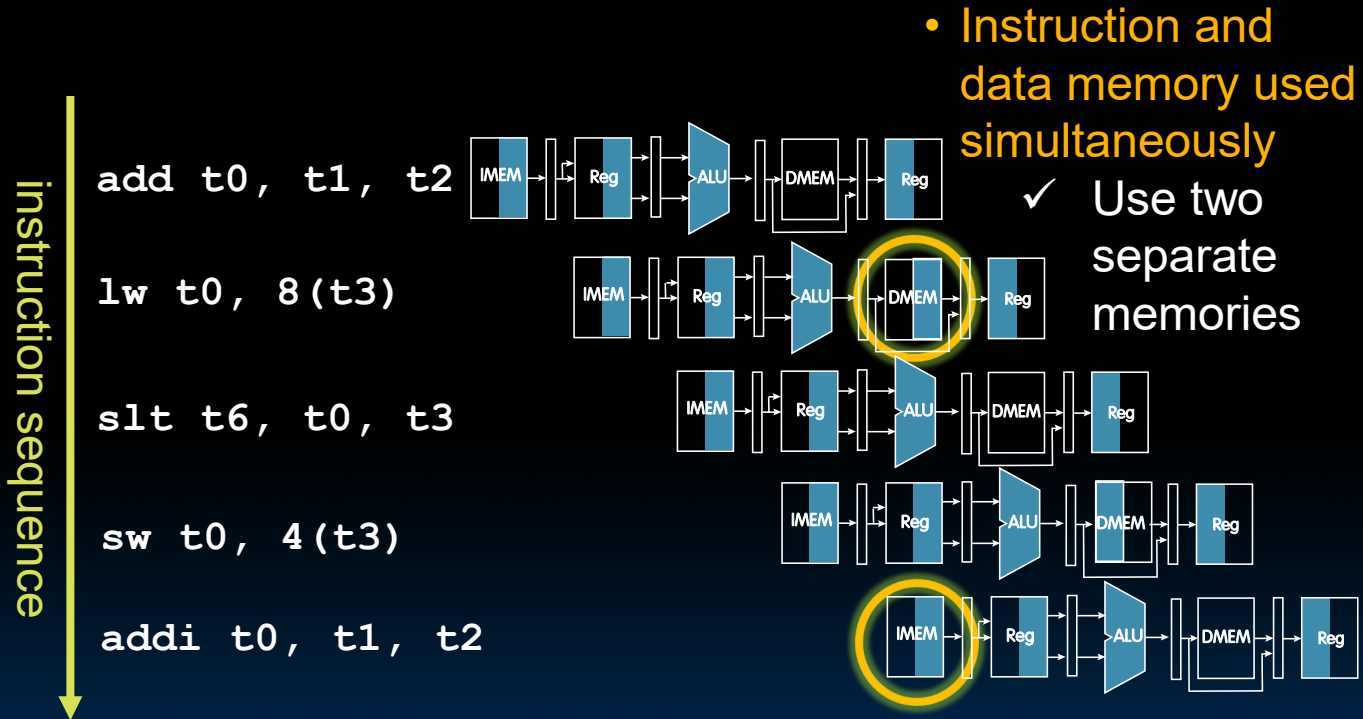 • Instruction and
data memory used
simultaneously
✓ Use two
separate
memories
instruction sequence
add t0, t1, t2
IMEM Reg ALU DMEM Reg
lw t0, 8(t3)
IMEM Reg ALU DMEM Reg
slt t6, t0, t3
IMEM Reg ALU DMEM Reg
sw t0, 4(t3)
IMEM Reg ALU DMEM Reg
addi t0, t1, t2
IMEM Reg ALU DMEM Reg